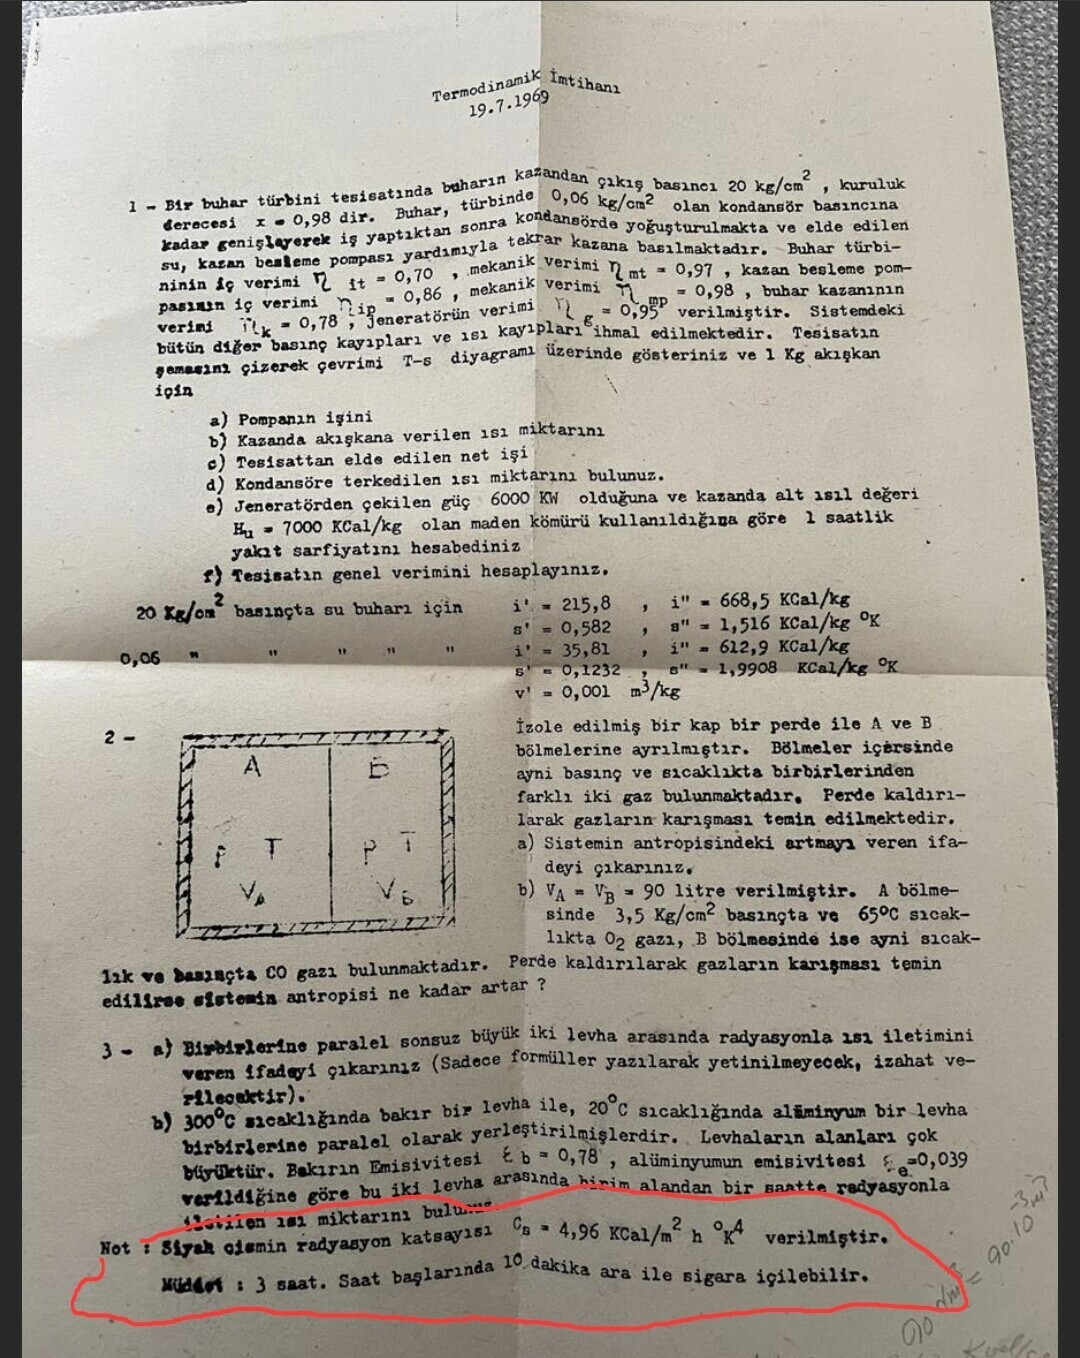 Termodinamik İmtihanı
19.7.1969
1 - Bir buhar türbini tesisatında buharın kazandan çıkış basıncı 20 kg/cm² , kuruluk
derecesi x = 0,98 dir. Buhar, türbinde 0,06 kg/cm² olan kondansör basıncına
kadar genişleyerek iş yaptıktan sonra kondansörde yoğuşturulmakta ve elde edilen
su, kazan besleme pompası yardımıyla tekrar kazana basılmaktadır. Buhar türbi-
ninin iç verimi η it = 0,70 , mekanik verimi η mt = 0,97 , kazan besleme pom-
pasının iç verimi η ip = 0,86 , mekanik verimi η mp = 0,98 , buhar kazanının
verimi η k = 0,78 , Jeneratörün verimi η g = 0,95 verilmiştir. Sistemdeki
bütün diğer basınç kayıpları ve ısı kayıpları ihmal edilmektedir. Tesisatın
şemasını çizerek çevrimi T-s diyagramı üzerinde gösteriniz ve 1 Kg akışkan
için
a) Pompanın işini
b) Kazanda akışkana verilen ısı miktarını
c) Tesisattan elde edilen net işi
d) Kondansöre terkedilen ısı miktarını bulunuz.
e) Jeneratörden çekilen güç 6000 KW olduğuna ve kazanda alt ısıl değeri
Hu = 7000 KCal/kg olan maden kömürü kullanıldığına göre 1 saatlik
yakıt sarfiyatını hesabediniz
f) Tesisatın genel verimini hesaplayınız.
20 Kg/cm² basınçta su buharı için i' = 215,8 , i" = 668,5 KCal/kg
s' = 0,582 , s" = 1,516 KCal/kg °K
0,06 " " " " " i' = 35,81 , i" = 612,9 KCal/kg
s' = 0,1232 , s" = 1,9908 KCal/kg °K
v' = 0,001 m³/kg
2 -
A B
P T P T
VA VB
İzole edilmiş bir kap bir perde ile A ve B
bölmelerine ayrılmıştır. Bölmeler içersinde
ayni basınç ve sıcaklıkta birbirlerinden
farklı iki gaz bulunmaktadır. Perde kaldırı-
larak gazların karışması temin edilmektedir.
a) Sistemin antropisindeki artmayı veren ifa-
deyi çıkarınız.
b) VA = VB = 90 litre verilmiştir. A bölme-
sinde 3,5 Kg/cm² basınçta ve 65°C sıcak-
lıkta O2 gazı, B bölmesinde ise ayni sıcak-
lık ve basınçta CO gazı bulunmaktadır. Perde kaldırılarak gazların karışması temin
edilirse sistemin antropisi ne kadar artar ?
3 - a) Birbirlerine paralel sonsuz büyük iki levha arasında radyasyonla ısı iletimini
veren ifadeyi çıkarınız (Sadece formüller yazılarak yetinilmeyecek, izahat ve-
rilecektir).
b) 300°C sıcaklığında bakır bir levha ile, 20°C sıcaklığında alüminyum bir levha
birbirlerine paralel olarak yerleştirilmişlerdir. Levhaların alanları çok
büyüktür. Bakırın Emisivitesi Ɛb = 0,78 , alüminyumun emisivitesi Ɛe=0,039
verildiğine göre bu iki levha arasında birim alandan bir saatte radyasyonla
iletilen ısı miktarını bulunuz.
Not : Siyah cismin radyasyon katsayısı Cs = 4,96 KCal/m² h °K⁴ verilmiştir.
Müddet : 3 saat. Saat başlarında 10 dakika ara ile sigara içilebilir.
90 dm³ = 90.10⁻³m³